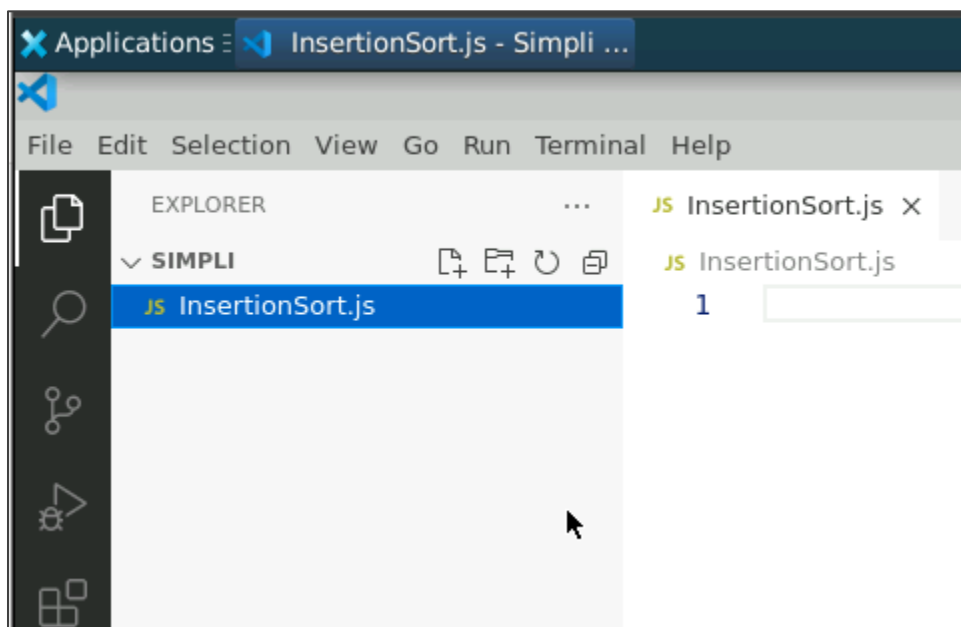 Applications InsertionSort.js - Simpli ...
File Edit Selection View Go Run Terminal Help
EXPLORER ...
JS InsertionSort.js ×
SIMPLI
JS InsertionSort.js
JS InsertionSort.js
1